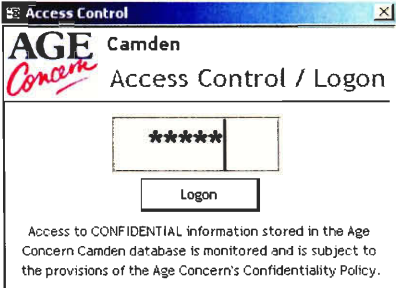 Access Control
AGE Camden
Concern
Access Control / Logon
*****
Logon
Access to CONFIDENTIAL information stored in the Age
Concern Camden database is monitored and is subject to
the provisions of the Age Concern's Confidentiality Policy.